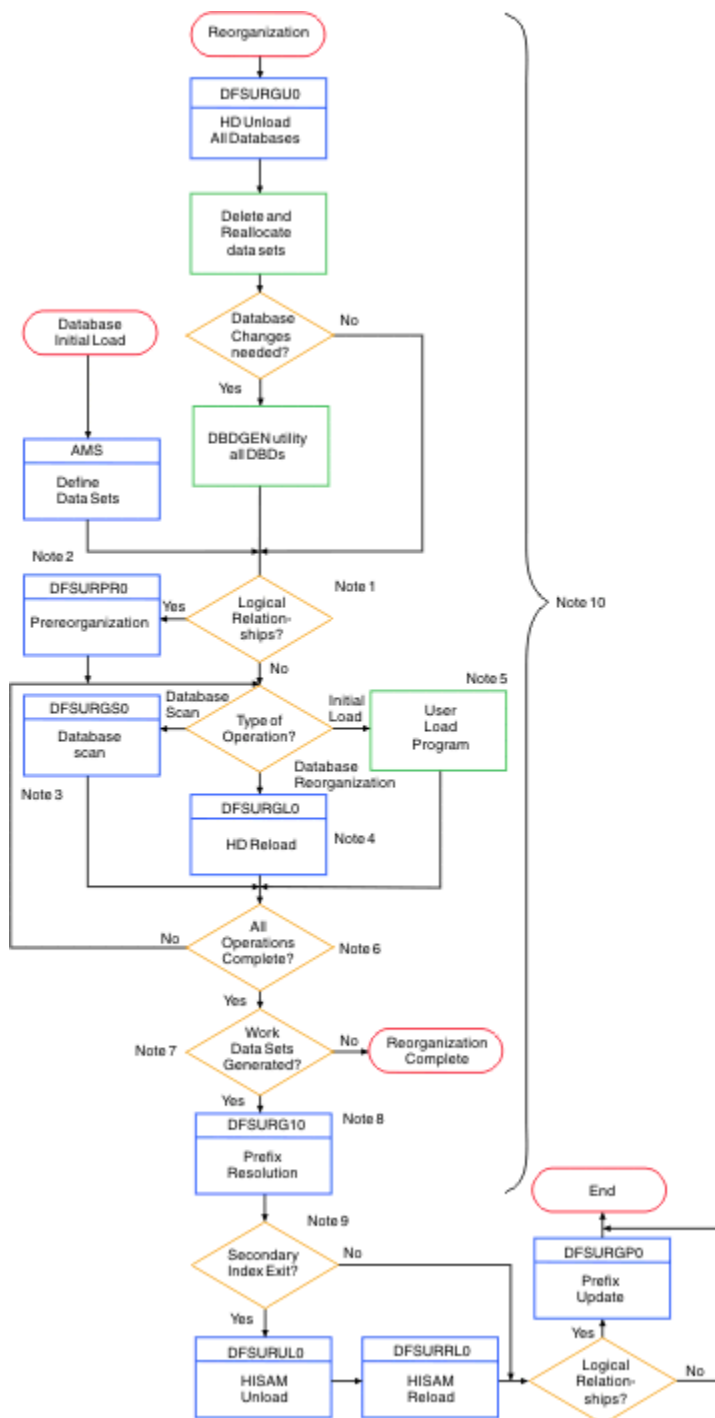 Reorganization
DFSURGU0
HD Unload
All Databases
Delete and
Reallocate
data sets
Database
Changes
needed?
No
Yes
Database
Initial Load
DBDGEN utility
all DBDs
AMS
Define
Data Sets
Note 2
Note 1
DFSURPR0
Prereorganization
Yes
Logical
Relation-
ships?
Note 10
No
Note 5
DFSURGS0
Database
scan
Database
Scan
Type of
Operation?
Initial
Load
User
Load
Program
Database
Reorganization
Note 3
DFSURGL0
HD Reload
Note 4
No
All
Operations
Complete?
Note 6
Yes
Note 7
Work
Data Sets
Generated?
No
Reorganization
Complete
Yes
DFSURG10
Prefix
Resolution
Note 8
End
Note 9
Secondary
Index Exit?
No
DFSURGP0
Prefix
Update
Yes
Yes
DFSURUL0
HISAM
Unload
DFSURRL0
HISAM
Reload
Logical
Relation-
ships?
No